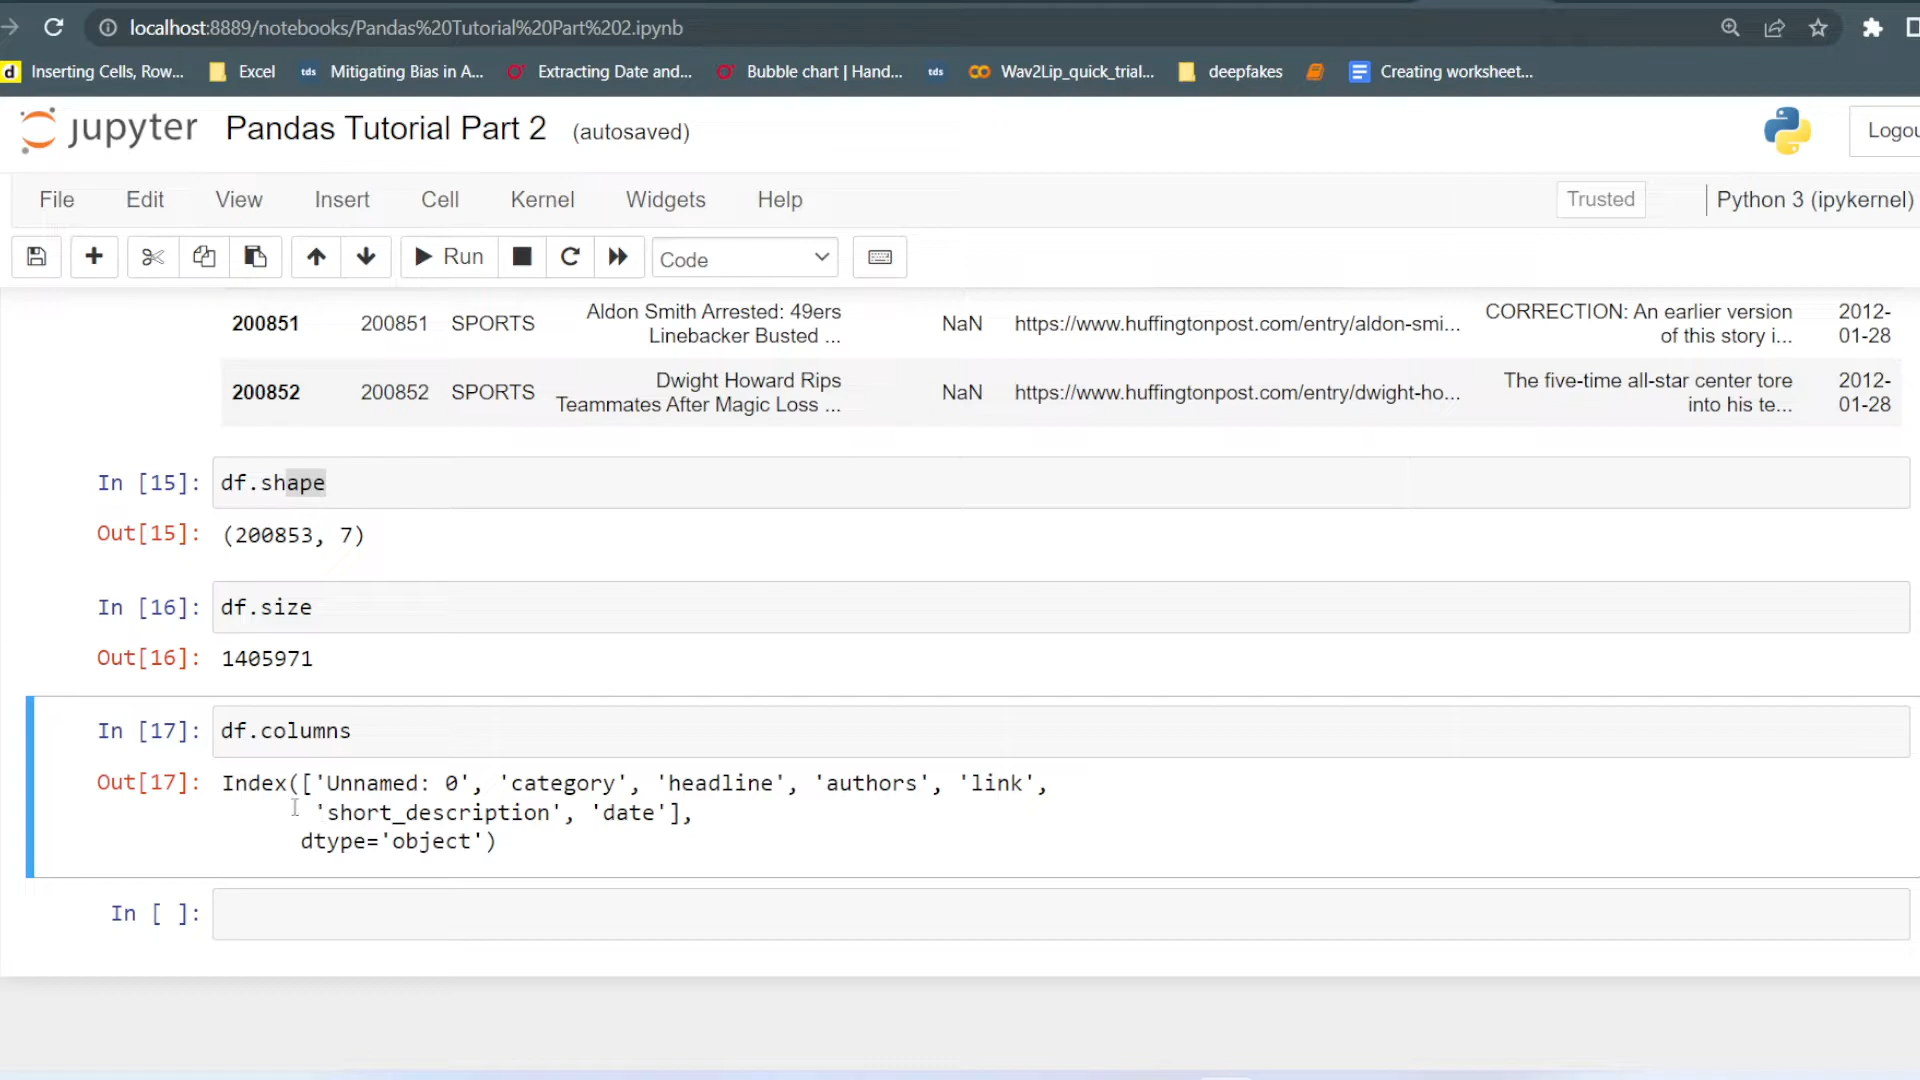 localhost:8889/notebooks/Pandas%20Tutorial%20Part%202.ipynb
d Inserting Cells, Row... Excel tds Mitigating Bias in A... Extracting Date and... Bubble chart | Hand... tds Wav2Lip_quick_trial... deepfakes Creating worksheet...
jupyter Pandas Tutorial Part 2 (autosaved) Logou
File Edit View Insert Cell Kernel Widgets Help Trusted Python 3 (ipykernel)
Run Code
200851 200851 SPORTS Aldon Smith Arrested: 49ers Linebacker Busted ... NaN https://www.huffingtonpost.com/entry/aldon-smi... CORRECTION: An earlier version of this story i... 2012-01-28
200852 200852 SPORTS Dwight Howard Rips Teammates After Magic Loss ... NaN https://www.huffingtonpost.com/entry/dwight-ho... The five-time all-star center tore into his te... 2012-01-28
In [15]: df.shape
Out[15]: (200853, 7)
In [16]: df.size
Out[16]: 1405971
In [17]: df.columns
Out[17]: Index(['Unnamed: 0', 'category', 'headline', 'authors', 'link',
'short_description', 'date'],
dtype='object')
In [ ]: